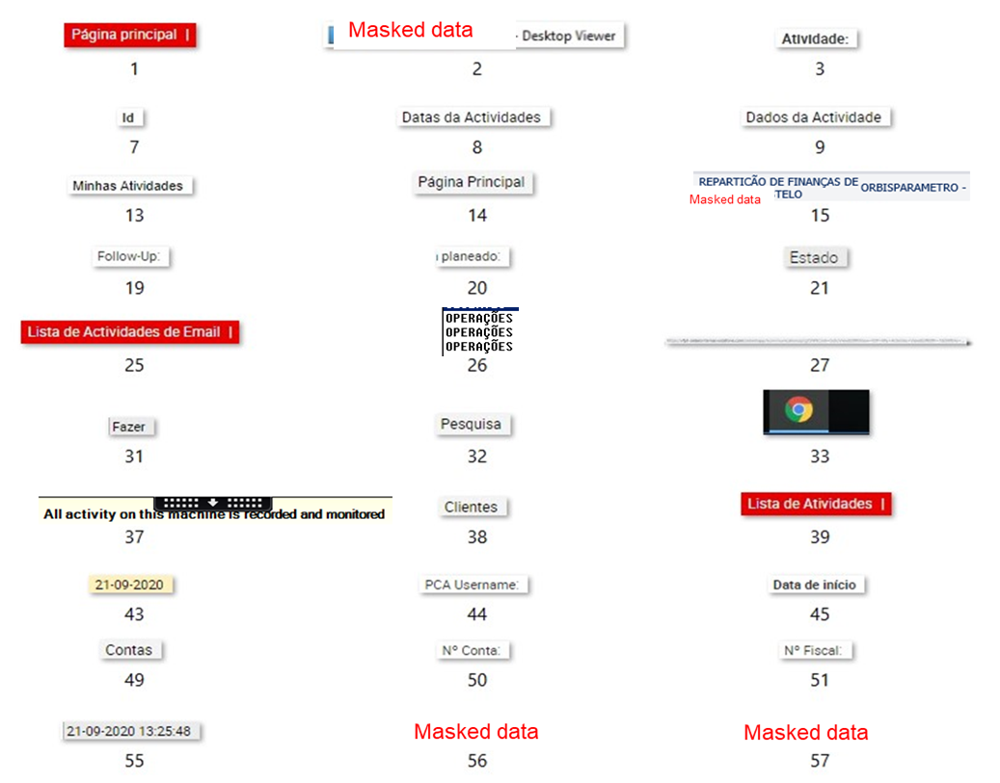 Página principal |
Masked data - Desktop Viewer
Atividade:
1
2
3
Id
Datas da Actividades
Dados da Actividade
7
8
9
Minhas Atividades
Página Principal
REPARTICÃO DE FINANÇAS DE ORBISPARAMETRO -
Masked data STELO
13
14
15
Follow-Up:
planeado:
Estado
19
20
21
Lista de Actividades de Email |
OPERAÇÕES
OPERAÇÕES
OPERAÇÕES
25
26
27
Fazer
Pesquisa
31
32
33
All activity on this machine is recorded and monitored
Clientes
Lista de Atividades |
37
38
39
21-09-2020
PCA Username:
Data de início
43
44
45
Contas
Nº Conta:
Nº Fiscal:
49
50
51
21-09-2020 13:25:48
Masked data
Masked data
55
56
57